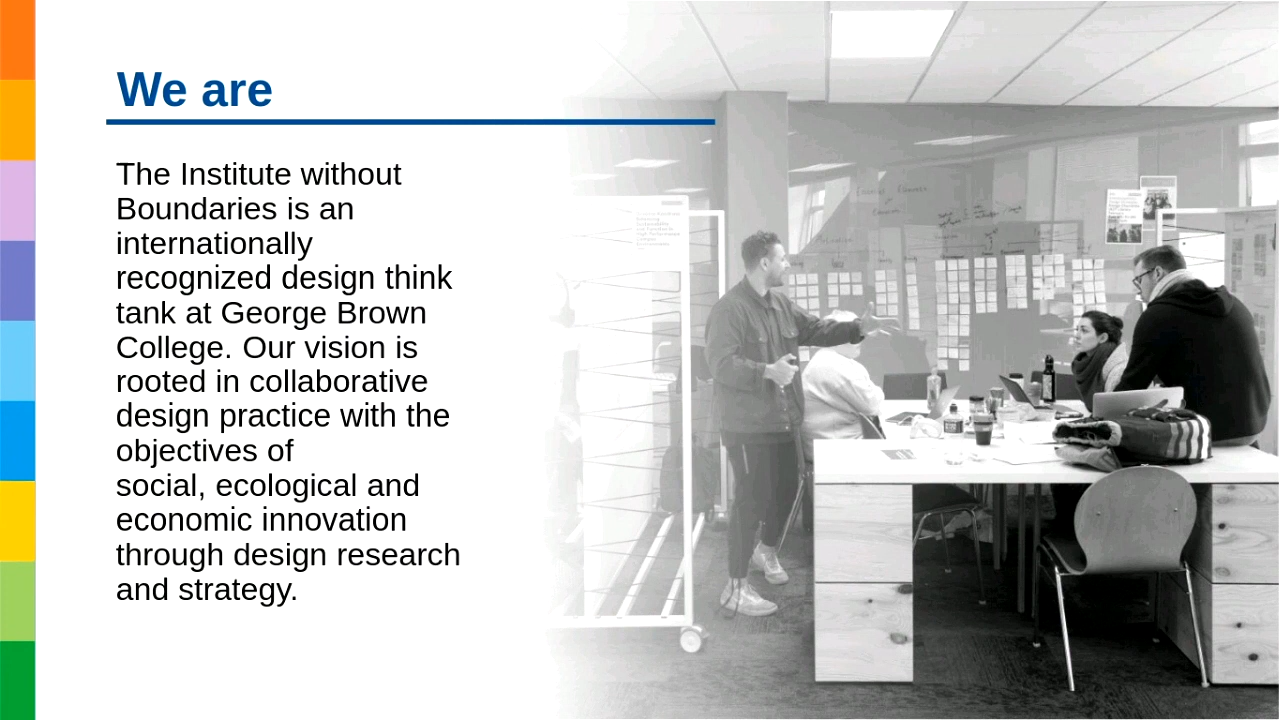 We are
The Institute without
Boundaries is an
internationally
recognized design think
tank at George Brown
College. Our vision is
rooted in collaborative
design practice with the
objectives of
social, ecological and
economic innovation
through design research
and strategy.